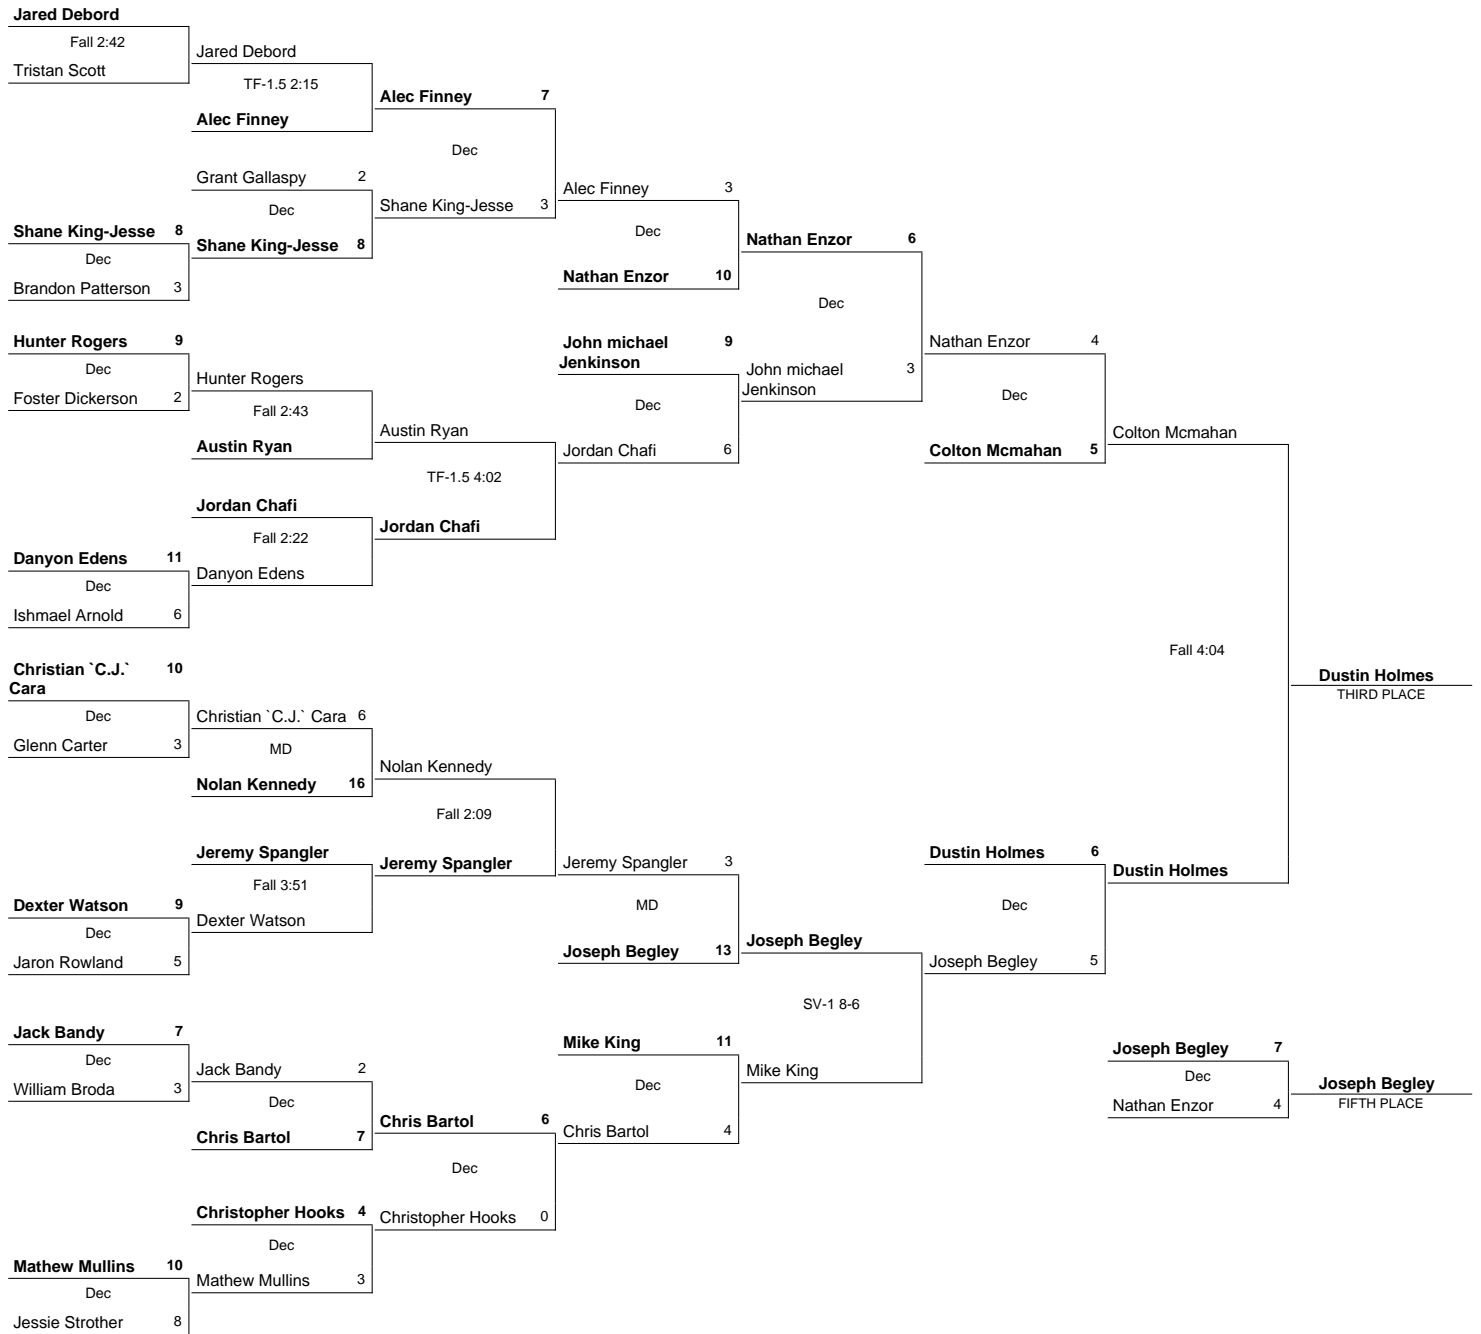 Jared Debord
Fall 2:42
Tristan Scott
Jared Debord
TF-1.5 2:15
Alec Finney
Alec Finney 7
Dec
Shane King-Jesse 3
Grant Gallaspy 2
Dec
Shane King-Jesse 8
Shane King-Jesse 8
Dec
Brandon Patterson 3
Alec Finney 3
Dec
Nathan Enzor 10
Nathan Enzor 6
Dec
John michael 3
Jenkinson
Hunter Rogers 9
Dec
Foster Dickerson 2
Hunter Rogers
Fall 2:43
Austin Ryan
Austin Ryan
TF-1.5 4:02
Jordan Chafi
John michael 9
Jenkinson
Dec
Jordan Chafi 6
Jordan Chafi
Fall 2:22
Danyon Edens
Danyon Edens 11
Dec
Ishmael Arnold 6
Nathan Enzor 4
Dec
Colton Mcmahan 5
Colton Mcmahan
Fall 4:04
Dustin Holmes
Dustin Holmes
THIRD PLACE
Christian `C.J.` 10
Cara
Dec
Glenn Carter 3
Christian `C.J.` Cara 6
MD
Nolan Kennedy 16
Nolan Kennedy
Fall 2:09
Jeremy Spangler
Jeremy Spangler
Fall 3:51
Dexter Watson
Dexter Watson 9
Dec
Jaron Rowland 5
Jeremy Spangler 3
MD
Joseph Begley 13
Joseph Begley
SV-1 8-6
Mike King
Dustin Holmes 6
Dec
Joseph Begley 5
Jack Bandy 7
Dec
William Broda 3
Jack Bandy 2
Dec
Chris Bartol 7
Chris Bartol 6
Dec
Christopher Hooks 0
Mike King 11
Dec
Chris Bartol 4
Christopher Hooks 4
Dec
Mathew Mullins 3
Mathew Mullins 10
Dec
Jessie Strother 8
Joseph Begley 7
Dec
Nathan Enzor 4
Joseph Begley
FIFTH PLACE